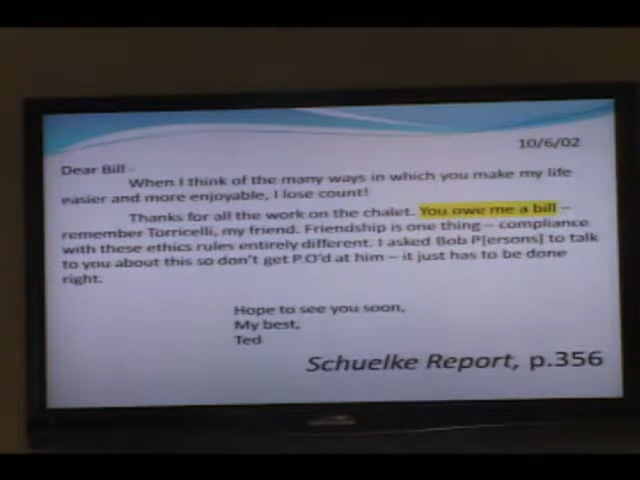 10/6/02
Dear Bill-
When I think of the many ways in which you make my life
easier and more enjoyable, I lose count!
Thanks for all the work on the chalet. You owe me a bill –
remember Torricelli, my friend. Friendship is one thing – compliance
with these ethics rules entirely different. I asked Bob P[ersons] to talk
to you about this so don't get P.O'd at him – it just has to be done
right.
Hope to see you soon,
My best,
Ted
Schuelke Report, p.356